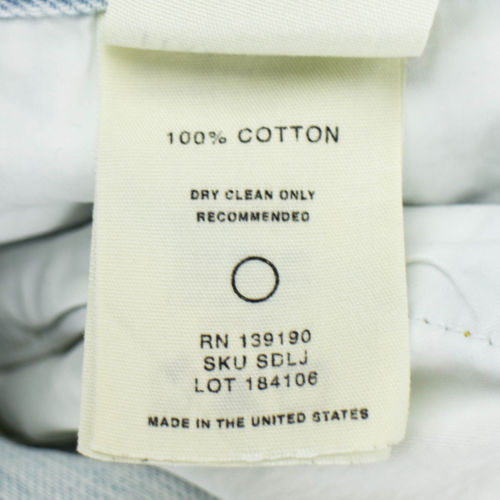 100% COTTON
DRY CLEAN ONLY
RECOMMENDED
RN 139190
SKU SDLJ
LOT 184106
MADE IN THE UNITED STATES